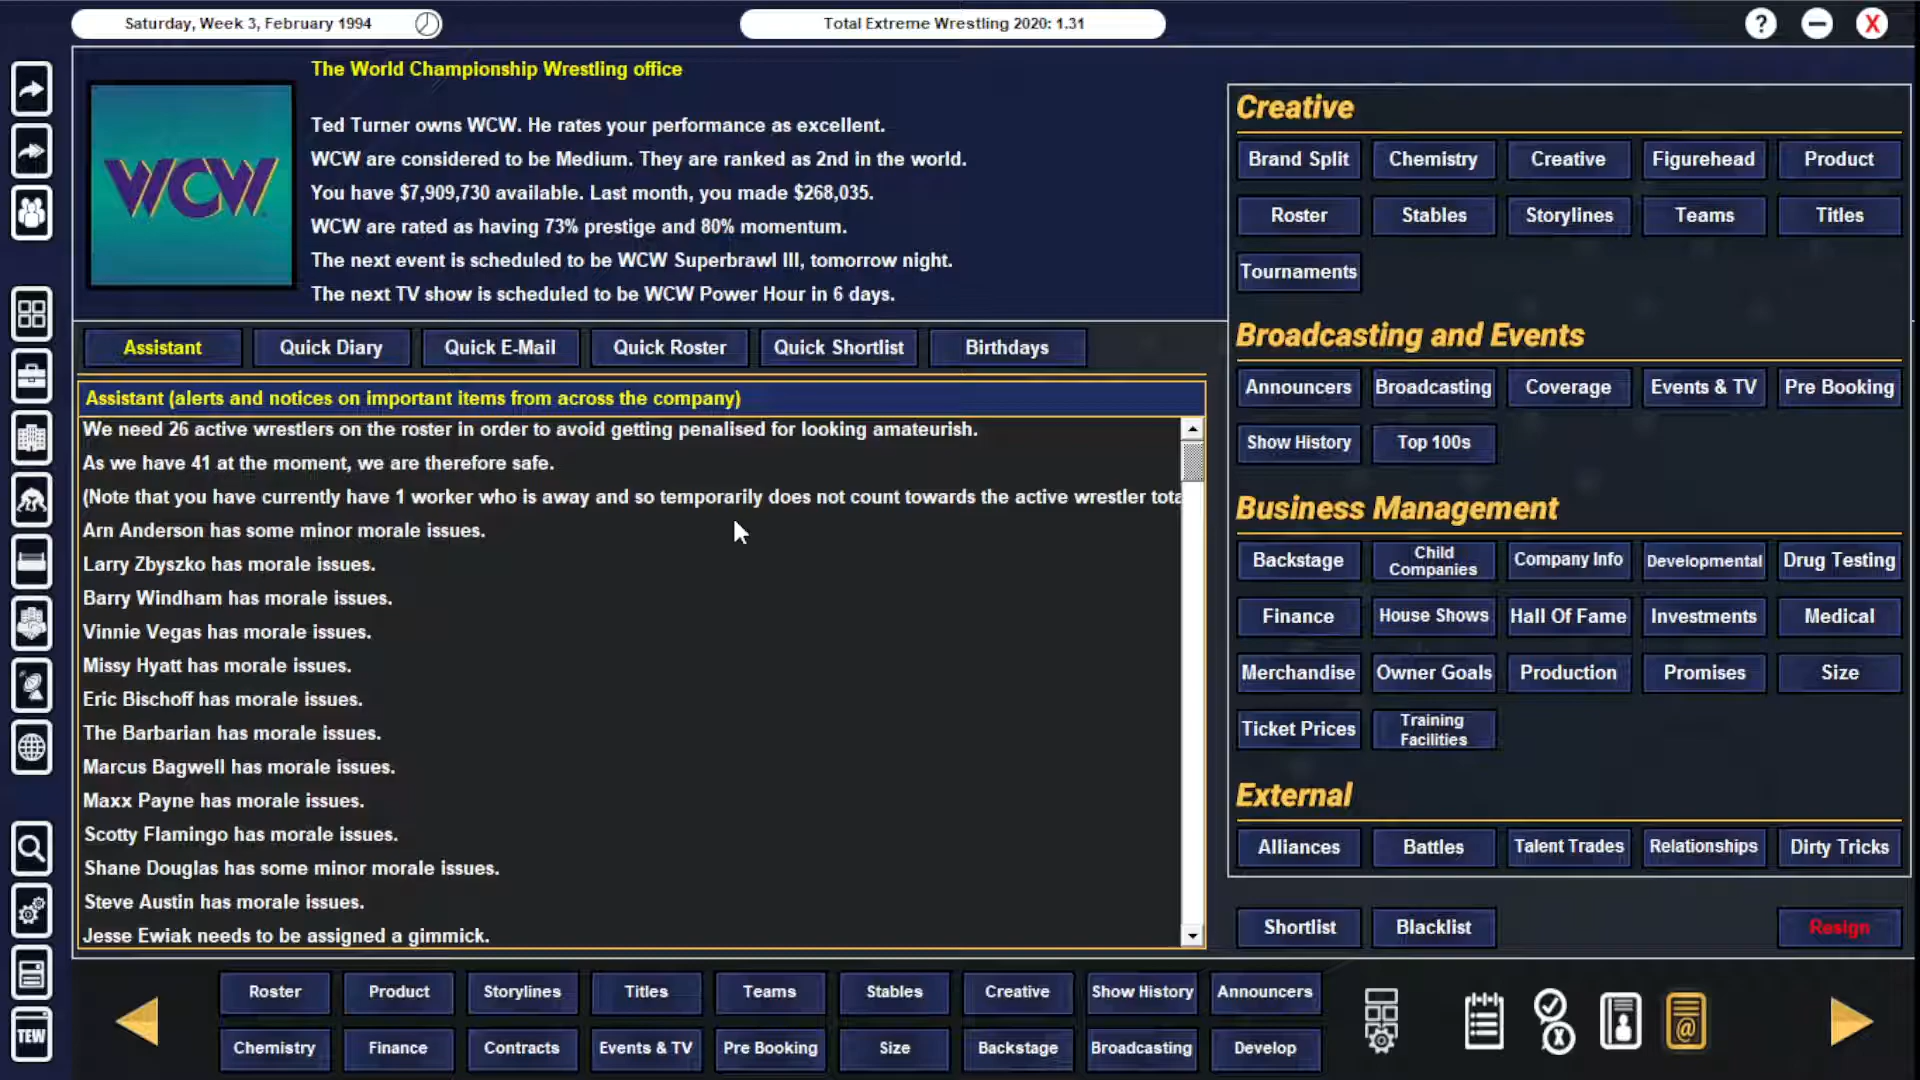 Saturday, Week 3, February 1994
Total Extreme Wrestling 2020: 1.31
?
X
The World Championship Wrestling office
WCW
Ted Turner owns WCW. He rates your performance as excellent.
WCW are considered to be Medium. They are ranked as 2nd in the world.
You have $7,909,730 available. Last month, you made $268,035.
WCW are rated as having 73% prestige and 80% momentum.
The next event is scheduled to be WCW Superbrawl III, tomorrow night.
The next TV show is scheduled to be WCW Power Hour in 6 days.
Assistant Quick Diary Quick E-Mail Quick Roster Quick Shortlist Birthdays
Assistant (alerts and notices on important items from across the company)
We need 26 active wrestlers on the roster in order to avoid getting penalised for looking amateurish.
As we have 41 at the moment, we are therefore safe.
(Note that you have currently have 1 worker who is away and so temporarily does not count towards the active wrestler tota
Arn Anderson has some minor morale issues.
Larry Zbyszko has morale issues.
Barry Windham has morale issues.
Vinnie Vegas has morale issues.
Missy Hyatt has morale issues.
Eric Bischoff has morale issues.
The Barbarian has morale issues.
Marcus Bagwell has morale issues.
Maxx Payne has morale issues.
Scotty Flamingo has morale issues.
Shane Douglas has some minor morale issues.
Steve Austin has morale issues.
Jesse Ewiak needs to be assigned a gimmick.
Creative
Brand Split Chemistry Creative Figurehead Product
Roster Stables Storylines Teams Titles
Tournaments
Broadcasting and Events
Announcers Broadcasting Coverage Events & TV Pre Booking
Show History Top 100s
Business Management
Backstage Child Companies Company Info Developmental Drug Testing
Finance House Shows Hall Of Fame Investments Medical
Merchandise Owner Goals Production Promises Size
Ticket Prices Training Facilities
External
Alliances Battles Talent Trades Relationships Dirty Tricks
Shortlist Blacklist Resign
TEW
Roster Product Storylines Titles Teams Stables Creative Show History Announcers
Chemistry Finance Contracts Events & TV Pre Booking Size Backstage Broadcasting Develop